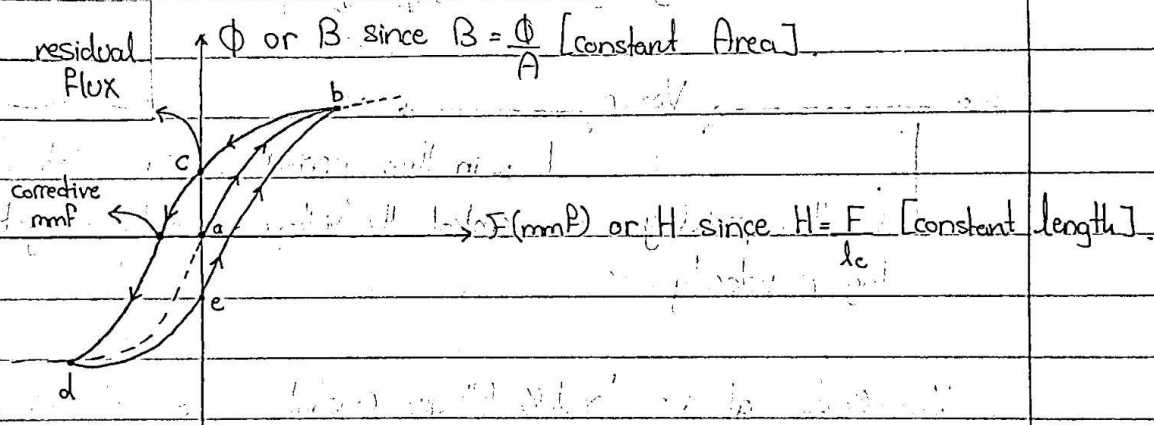 residual
flux
Φ or B since B = Φ/A [constant Area].
b
c
corrective
mmf
a
F(mmf) or H since H = F/lc [constant length].
e
d